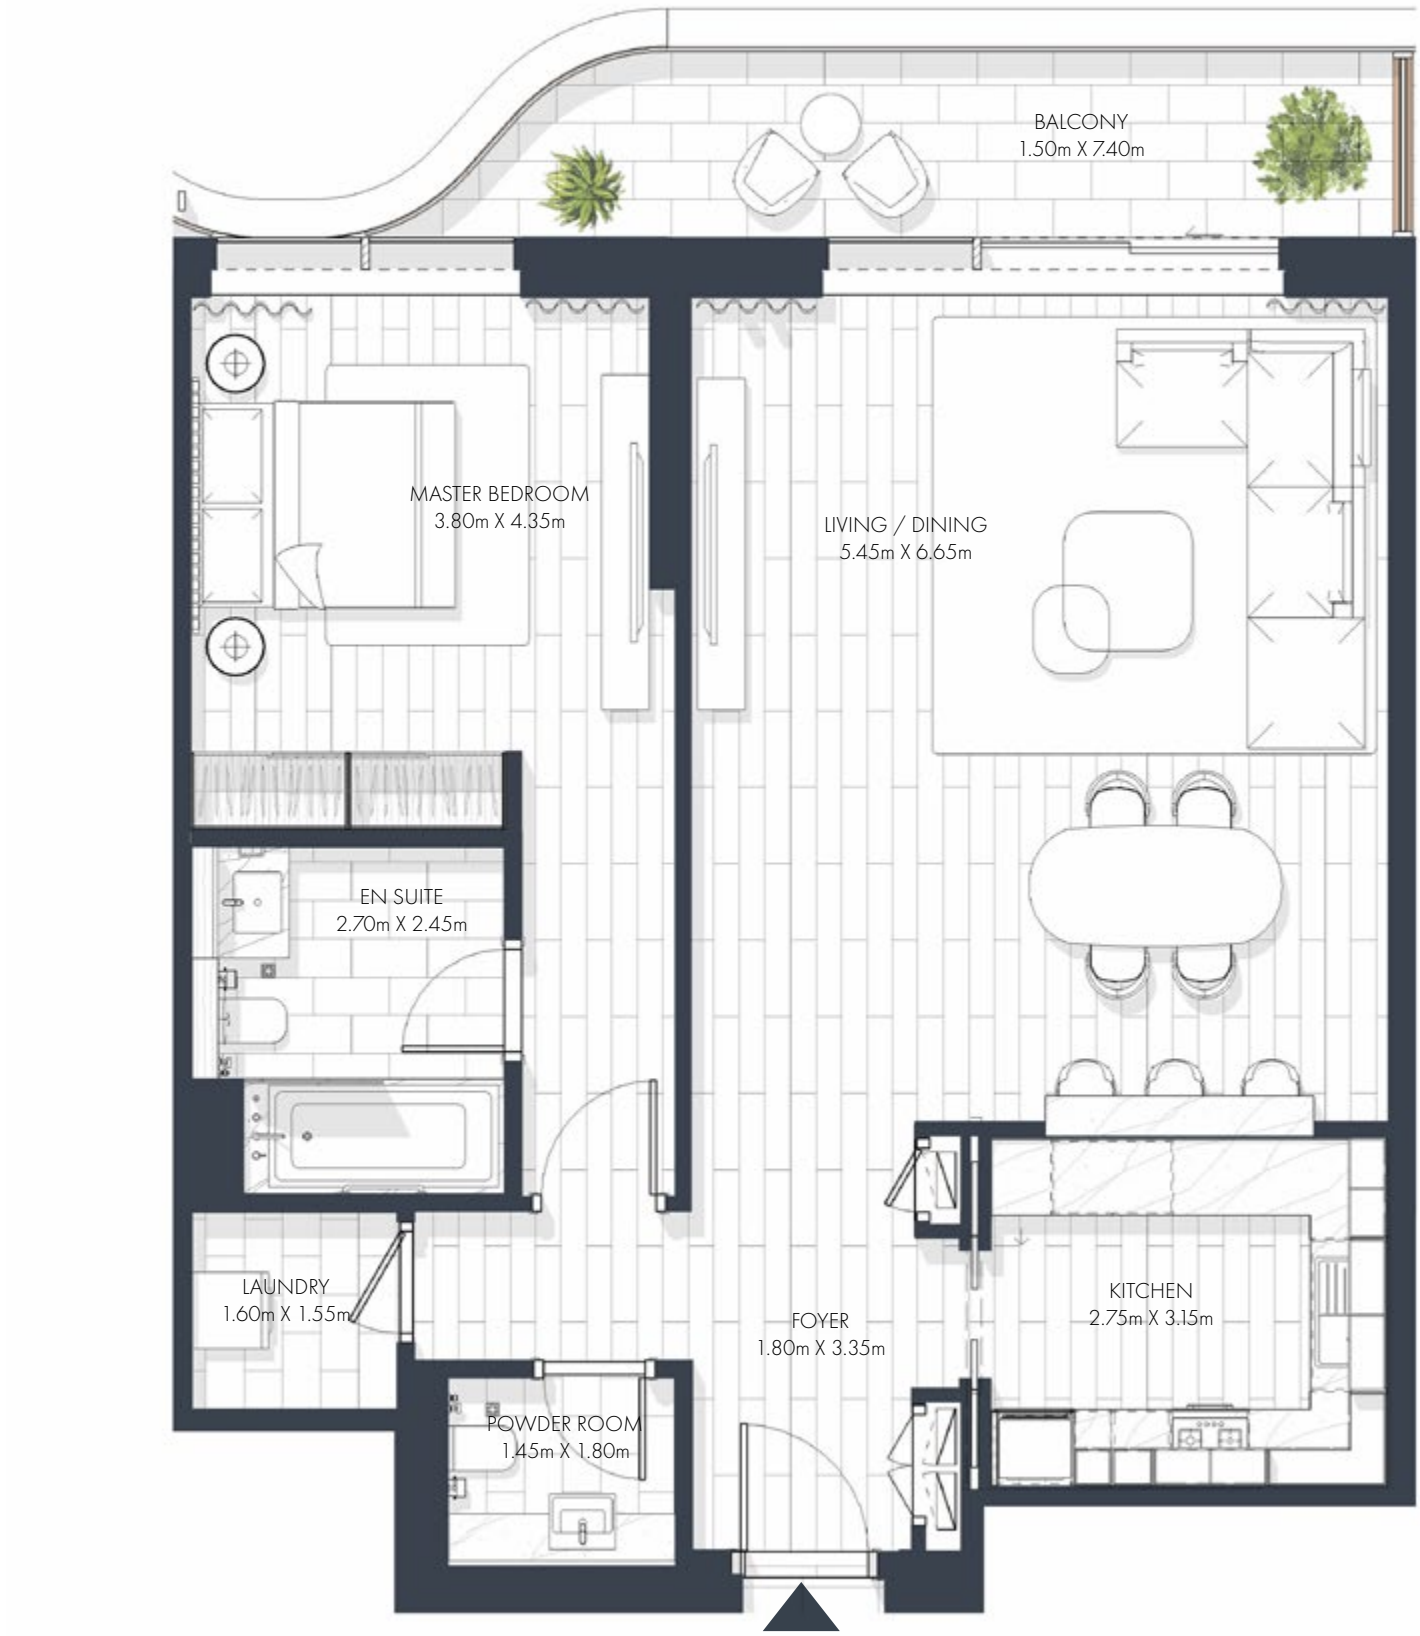 BALCONY
1.50m X 7.40m
MASTER BEDROOM
3.80m X 4.35m
LIVING / DINING
5.45m X 6.65m
EN SUITE
2.70m X 2.45m
LAUNDRY
1.60m X 1.55m
FOYER
1.80m X 3.35m
KITCHEN
2.75m X 3.15m
POWDER ROOM
1.45m X 1.80m